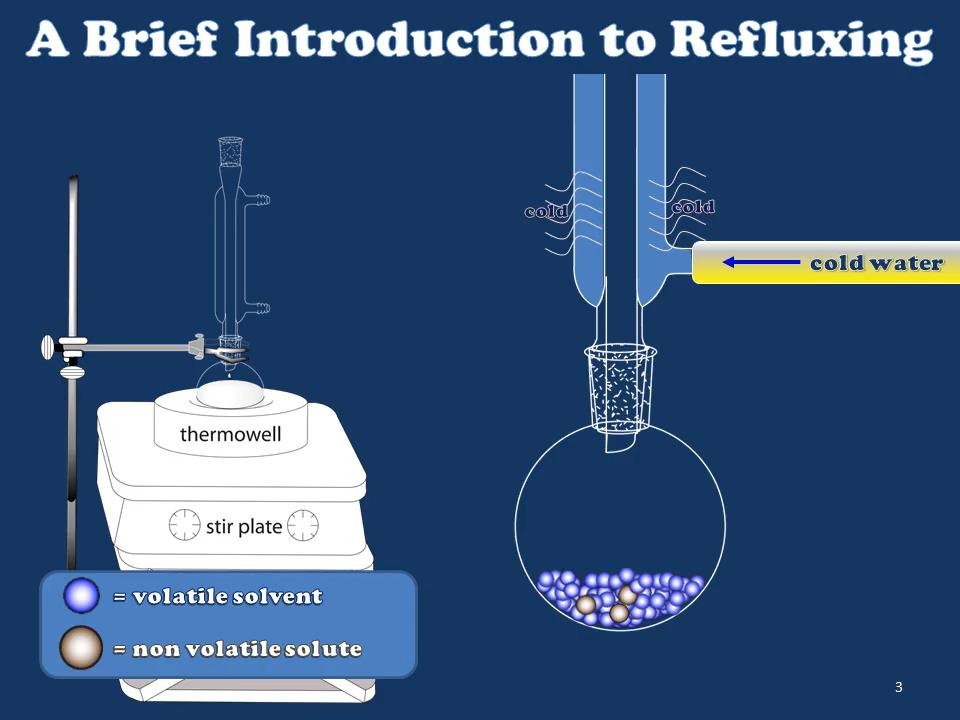 A Brief Introduction to Refluxing
cold
cold
cold water
thermowell
stir plate
= volatile solvent
= non volatile solute
3